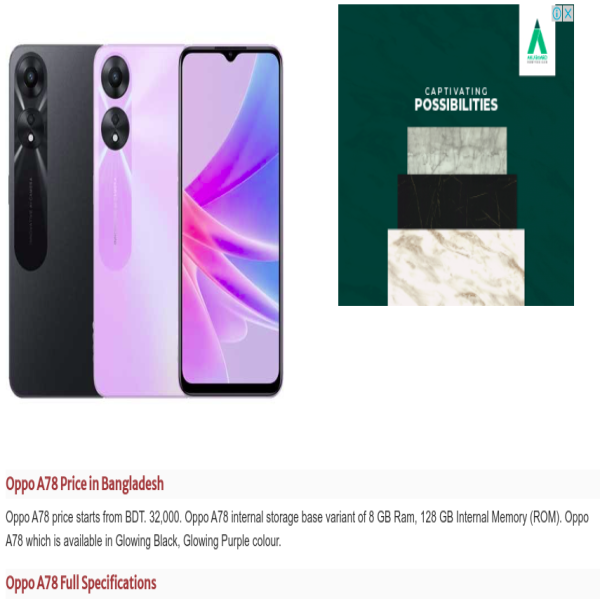 CAPTIVATING
POSSIBILITIES
Oppo A78 Price in Bangladesh
Oppo A78 price starts from BDT. 32,000. Oppo A78 internal storage base variant of 8 GB Ram, 128 GB Internal Memory (ROM). Oppo
A78 which is available in Glowing Black, Glowing Purple colour.
Oppo A78 Full Specifications